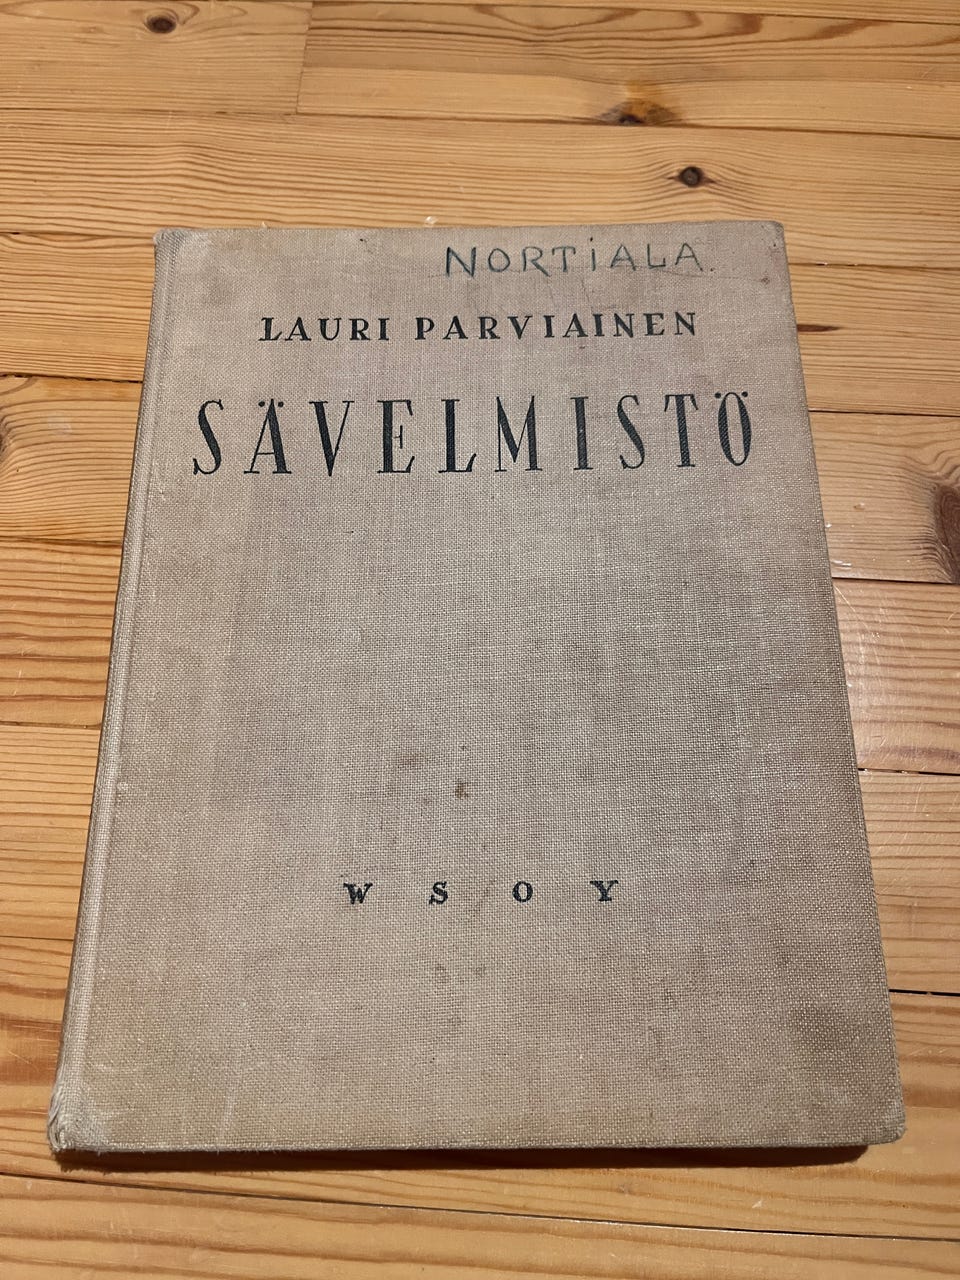 NORTiALA
LAURI PARVIAINEN
SÄVELMISTÖ
WSOY